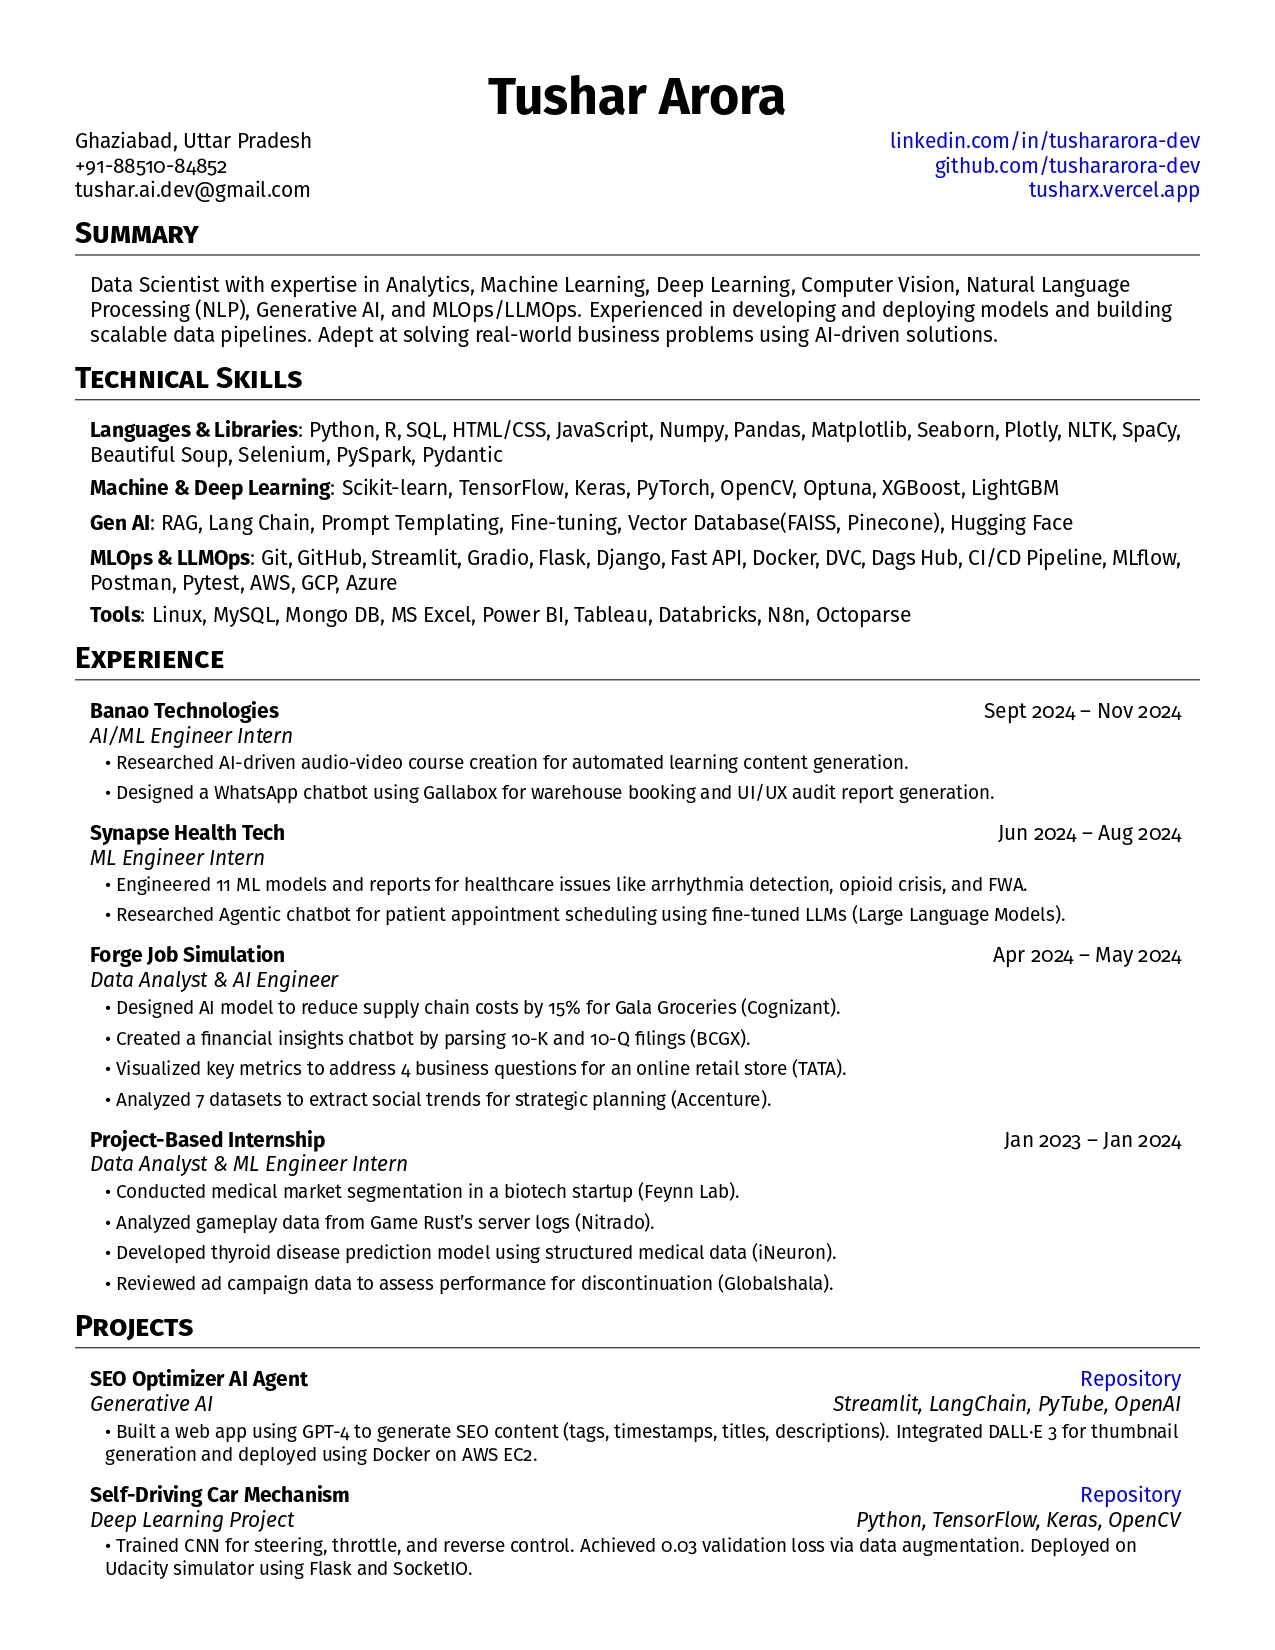 Tushar Arora
Ghaziabad, Uttar Pradesh
+91-88510-84852
tushar.ai.dev@gmail.com
linkedin.com/in/tushararora-dev
github.com/tushararora-dev
tusharx.vercel.app
Summary
Data Scientist with expertise in Analytics, Machine Learning, Deep Learning, Computer Vision, Natural Language
Processing (NLP), Generative AI, and MLOps/LLMOps. Experienced in developing and deploying models and building
scalable data pipelines. Adept at solving real-world business problems using AI-driven solutions.
Technical Skills
Languages & Libraries: Python, R, SQL, HTML/CSS, JavaScript, Numpy, Pandas, Matplotlib, Seaborn, Plotly, NLTK, SpaCy,
Beautiful Soup, Selenium, PySpark, Pydantic
Machine & Deep Learning: Scikit-learn, TensorFlow, Keras, PyTorch, OpenCV, Optuna, XGBoost, LightGBM
Gen AI: RAG, Lang Chain, Prompt Templating, Fine-tuning, Vector Database(FAISS, Pinecone), Hugging Face
MLOps & LLMOps: Git, GitHub, Streamlit, Gradio, Flask, Django, Fast API, Docker, DVC, Dags Hub, CI/CD Pipeline, MLflow,
Postman, Pytest, AWS, GCP, Azure
Tools: Linux, MySQL, Mongo DB, MS Excel, Power BI, Tableau, Databricks, N8n, Octoparse
Experience
Banao Technologies Sept 2024 – Nov 2024
AI/ML Engineer Intern
• Researched AI-driven audio-video course creation for automated learning content generation.
• Designed a WhatsApp chatbot using Gallabox for warehouse booking and UI/UX audit report generation.
Synapse Health Tech Jun 2024 – Aug 2024
ML Engineer Intern
• Engineered 11 ML models and reports for healthcare issues like arrhythmia detection, opioid crisis, and FWA.
• Researched Agentic chatbot for patient appointment scheduling using fine-tuned LLMs (Large Language Models).
Forge Job Simulation Apr 2024 – May 2024
Data Analyst & AI Engineer
• Designed AI model to reduce supply chain costs by 15% for Gala Groceries (Cognizant).
• Created a financial insights chatbot by parsing 10-K and 10-Q filings (BCGX).
• Visualized key metrics to address 4 business questions for an online retail store (TATA).
• Analyzed 7 datasets to extract social trends for strategic planning (Accenture).
Project-Based Internship Jan 2023 – Jan 2024
Data Analyst & ML Engineer Intern
• Conducted medical market segmentation in a biotech startup (Feynn Lab).
• Analyzed gameplay data from Game Rust’s server logs (Nitrado).
• Developed thyroid disease prediction model using structured medical data (iNeuron).
• Reviewed ad campaign data to assess performance for discontinuation (Globalshala).
Projects
SEO Optimizer AI Agent Repository
Generative AI Streamlit, LangChain, PyTube, OpenAI
• Built a web app using GPT-4 to generate SEO content (tags, timestamps, titles, descriptions). Integrated DALL·E 3 for thumbnail
generation and deployed using Docker on AWS EC2.
Self-Driving Car Mechanism Repository
Deep Learning Project Python, TensorFlow, Keras, OpenCV
• Trained CNN for steering, throttle, and reverse control. Achieved 0.03 validation loss via data augmentation. Deployed on
Udacity simulator using Flask and SocketIO.